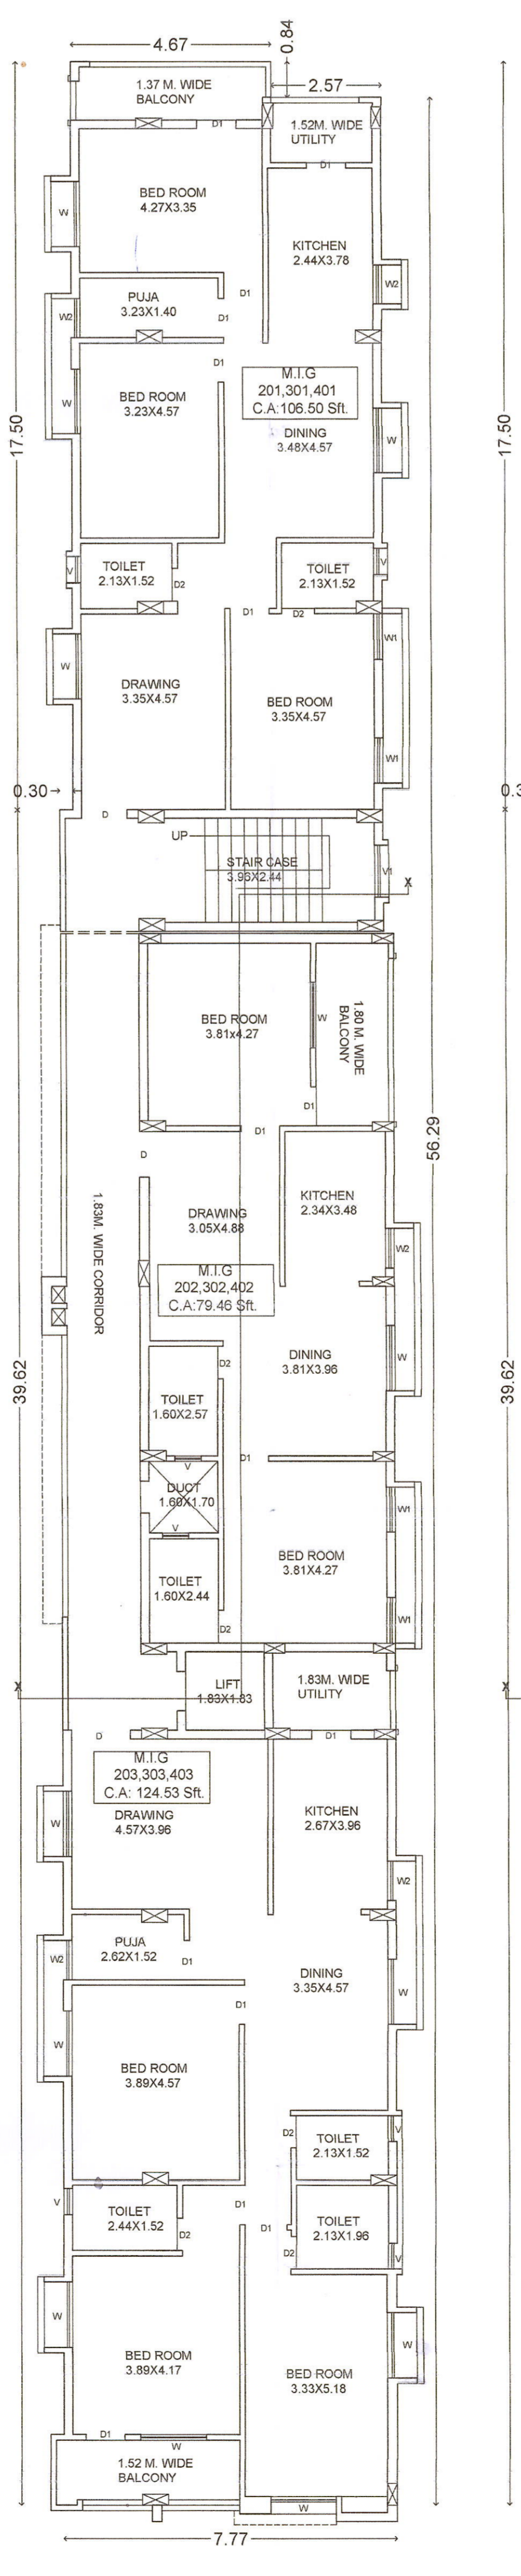 4.67
0.84
1.37 M. WIDE
BALCONY
2.57
D1
1.52M. WIDE
UTILITY
D1
BED ROOM
4.27X3.35
W
KITCHEN
2.44X3.78
W2
D1
PUJA
3.23X1.40
W2
D1
D1
M.I.G
201,301,401
C.A:106.50 Sft.
BED ROOM
3.23X4.57
W
DINING
3.48X4.57
W
17.50
17.50
TOILET
2.13X1.52
V
D2
TOILET
2.13X1.52
V
D1
D2
W1
W
DRAWING
3.35X4.57
BED ROOM
3.35X4.57
W1
0.30
0.3
D
x
x
UP
STAIR CASE
3.96X2.44
V1
X
BED ROOM
3.81x4.27
W
1.80 M. WIDE
BALCONY
D1
D1
56.29
D
KITCHEN
2.34X3.48
DRAWING
3.05X4.88
1.83M. WIDE CORRIDOR
W2
M.I.G
202,302,402
C.A:79.46 Sft.
DINING
3.81X3.96
W
D2
39.62
39.62
TOILET
1.60X2.57
V
D1
DUCT
1.60X1.70
W1
V
BED ROOM
3.81X4.27
TOILET
1.60X2.44
W1
D2
X
X
LIFT
1.83X1.83
1.83M. WIDE
UTILITY
D
D1
M.I.G
203,303,403
C.A: 124.53 Sft.
DRAWING
4.57X3.96
W
KITCHEN
2.67X3.96
W2
PUJA
2.62X1.52
W2
D1
DINING
3.35X4.57
D1
W
W
BED ROOM
3.89X4.57
D2
TOILET
2.13X1.52
V
V
TOILET
2.44X1.52
D2
D1
D1
TOILET
2.13X1.96
D2
V
W
BED ROOM
3.89X4.17
W
BED ROOM
3.33X5.18
D1
W
1.52 M. WIDE
BALCONY
W
7.77